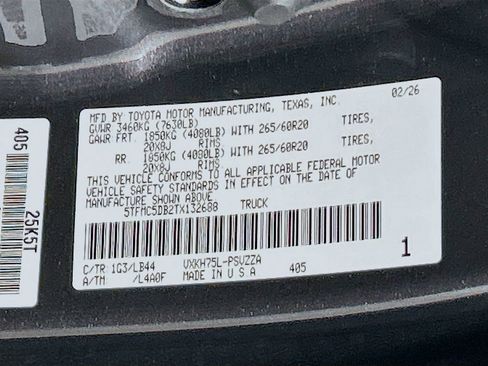 MFD BY TOYOTA MOTOR MANUFACTURING, TEXAS, INC. 02/26
GVWR 3460KG (7630LB)
GAWR FRT. 1850KG (4080LB) WITH 265/60R20 TIRES,
20X8J RIMS
RR. 1850KG (4080LB) WITH 265/60R20 TIRES,
20X8J RIMS
THIS VEHICLE CONFORMS TO ALL APPLICABLE FEDERAL MOTOR
VEHICLE SAFETY STANDARDS IN EFFECT ON THE DATE OF
MANUFACTURE SHOWN ABOVE
5TFMC5DB2TX132688 TRUCK
C/TR: 1G3/LB44 VXKH75L-PSVZZA 1
A/TM: /L4A0F MADE IN U S A 405
405
25K5T